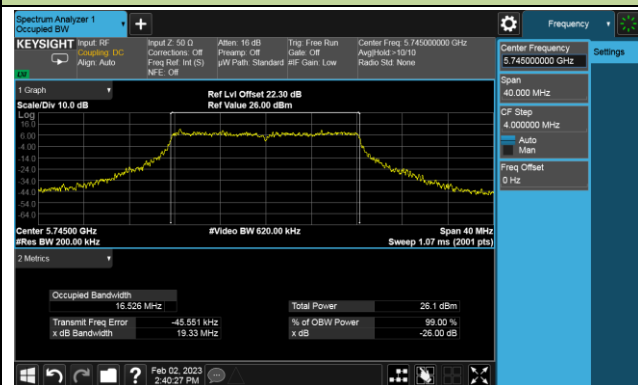 Spectrum Analyzer 1
Occupied BW
Frequency
KEYSIGHT
Input: RF
Coupling: DC
Align: Auto
Input Z: 50 Ω
Corrections: Off
Freq Ref: Int (S)
NFE: Off
Atten: 16 dB
Preamp: Off
µW Path: Standard
Trig: Free Run
Gate: Off
#IF Gain: Low
Center Freq: 5.745000000 GHz
Avg|Hold:>10/10
Radio Std: None
Center Frequency
5.745000000 GHz
Settings
Span
40.000 MHz
CF Step
4.000000 MHz
Auto
Man
Freq Offset
0 Hz
1 Graph
Scale/Div 10.0 dB
Ref Lvl Offset 22.30 dB
Ref Value 26.00 dBm
Log
16.0
6.00
-4.00
-14.0
-24.0
-34.0
-44.0
-54.0
-64.0
Center 5.74500 GHz
#Res BW 200.00 kHz
#Video BW 620.00 kHz
Span 40 MHz
Sweep 1.07 ms (2001 pts)
2 Metrics
Occupied Bandwidth
16.526 MHz
Total Power 26.1 dBm
Transmit Freq Error -45.551 kHz
% of OBW Power 99.00 %
x dB Bandwidth 19.33 MHz
x dB -26.00 dB
?
Feb 02, 2023
2:40:27 PM